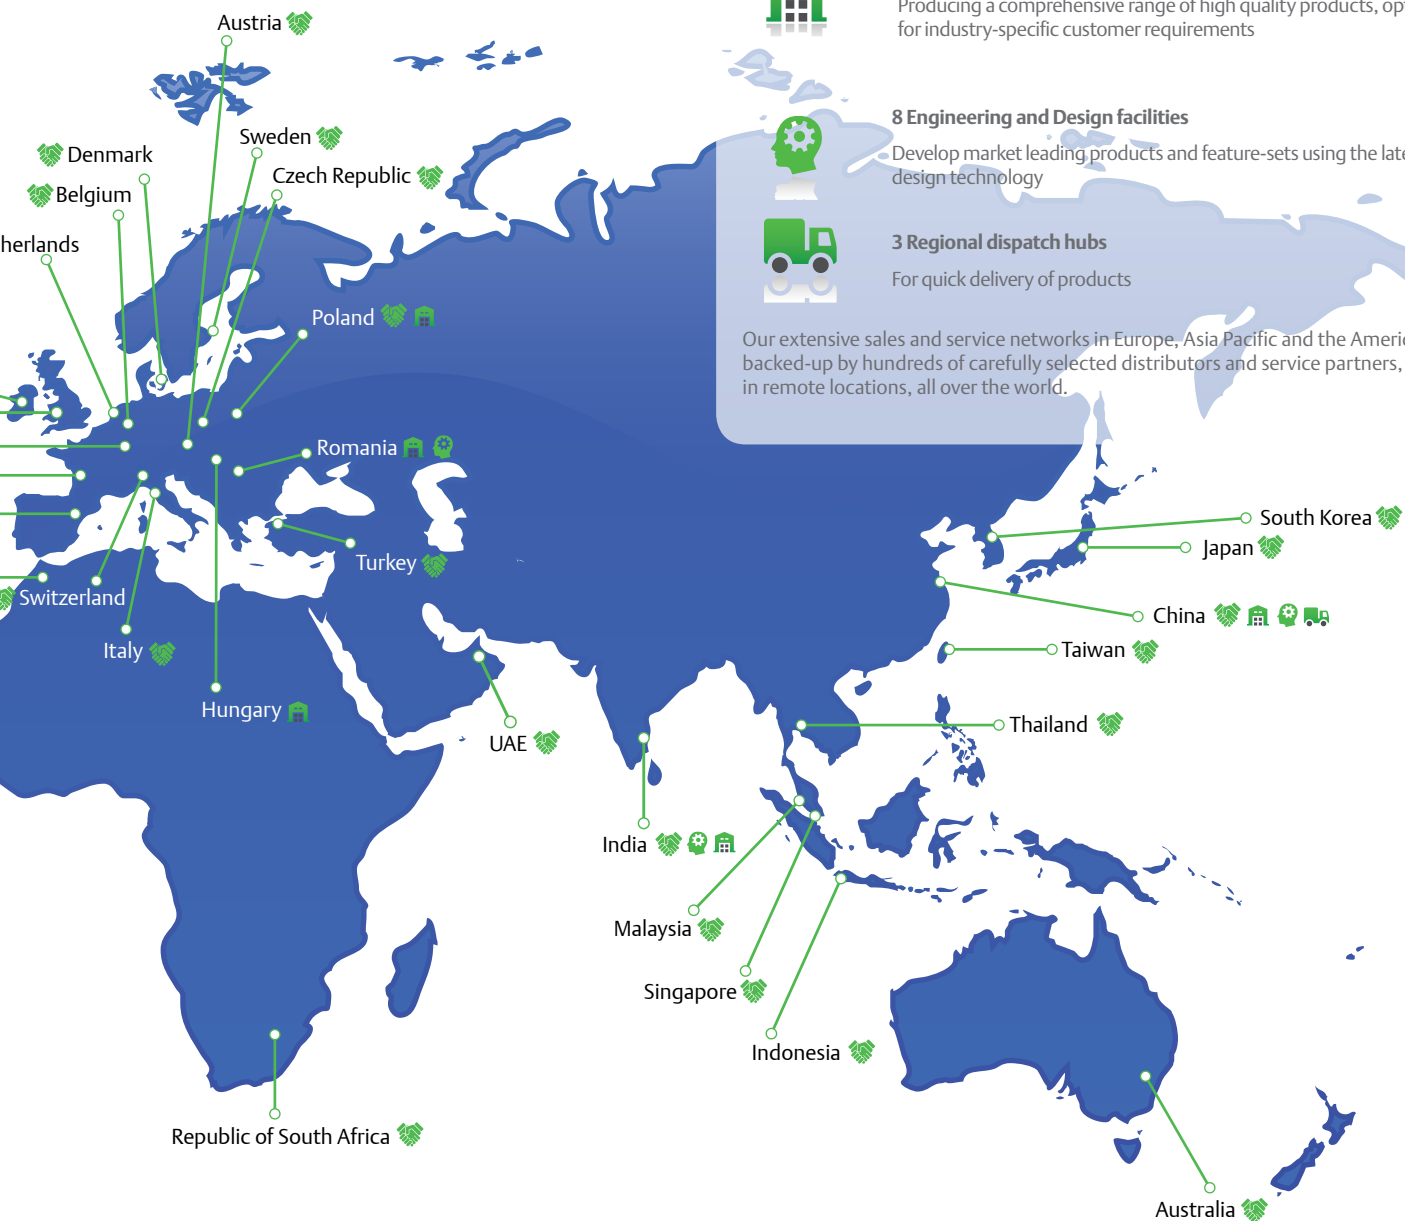 Producing a comprehensive range of high quality products, op
for industry-specific customer requirements
8 Engineering and Design facilities
Develop market leading products and feature-sets using the late
design technology
3 Regional dispatch hubs
For quick delivery of products
Our extensive sales and service networks in Europe, Asia Pacific and the Americ
backed-up by hundreds of carefully selected distributors and service partners,
in remote locations, all over the world.
Austria
Sweden
Denmark
Czech Republic
Belgium
herlands
Poland
Romania
Turkey
Switzerland
Italy
Hungary
UAE
South Korea
Japan
China
Taiwan
Thailand
India
Malaysia
Singapore
Indonesia
Republic of South Africa
Australia